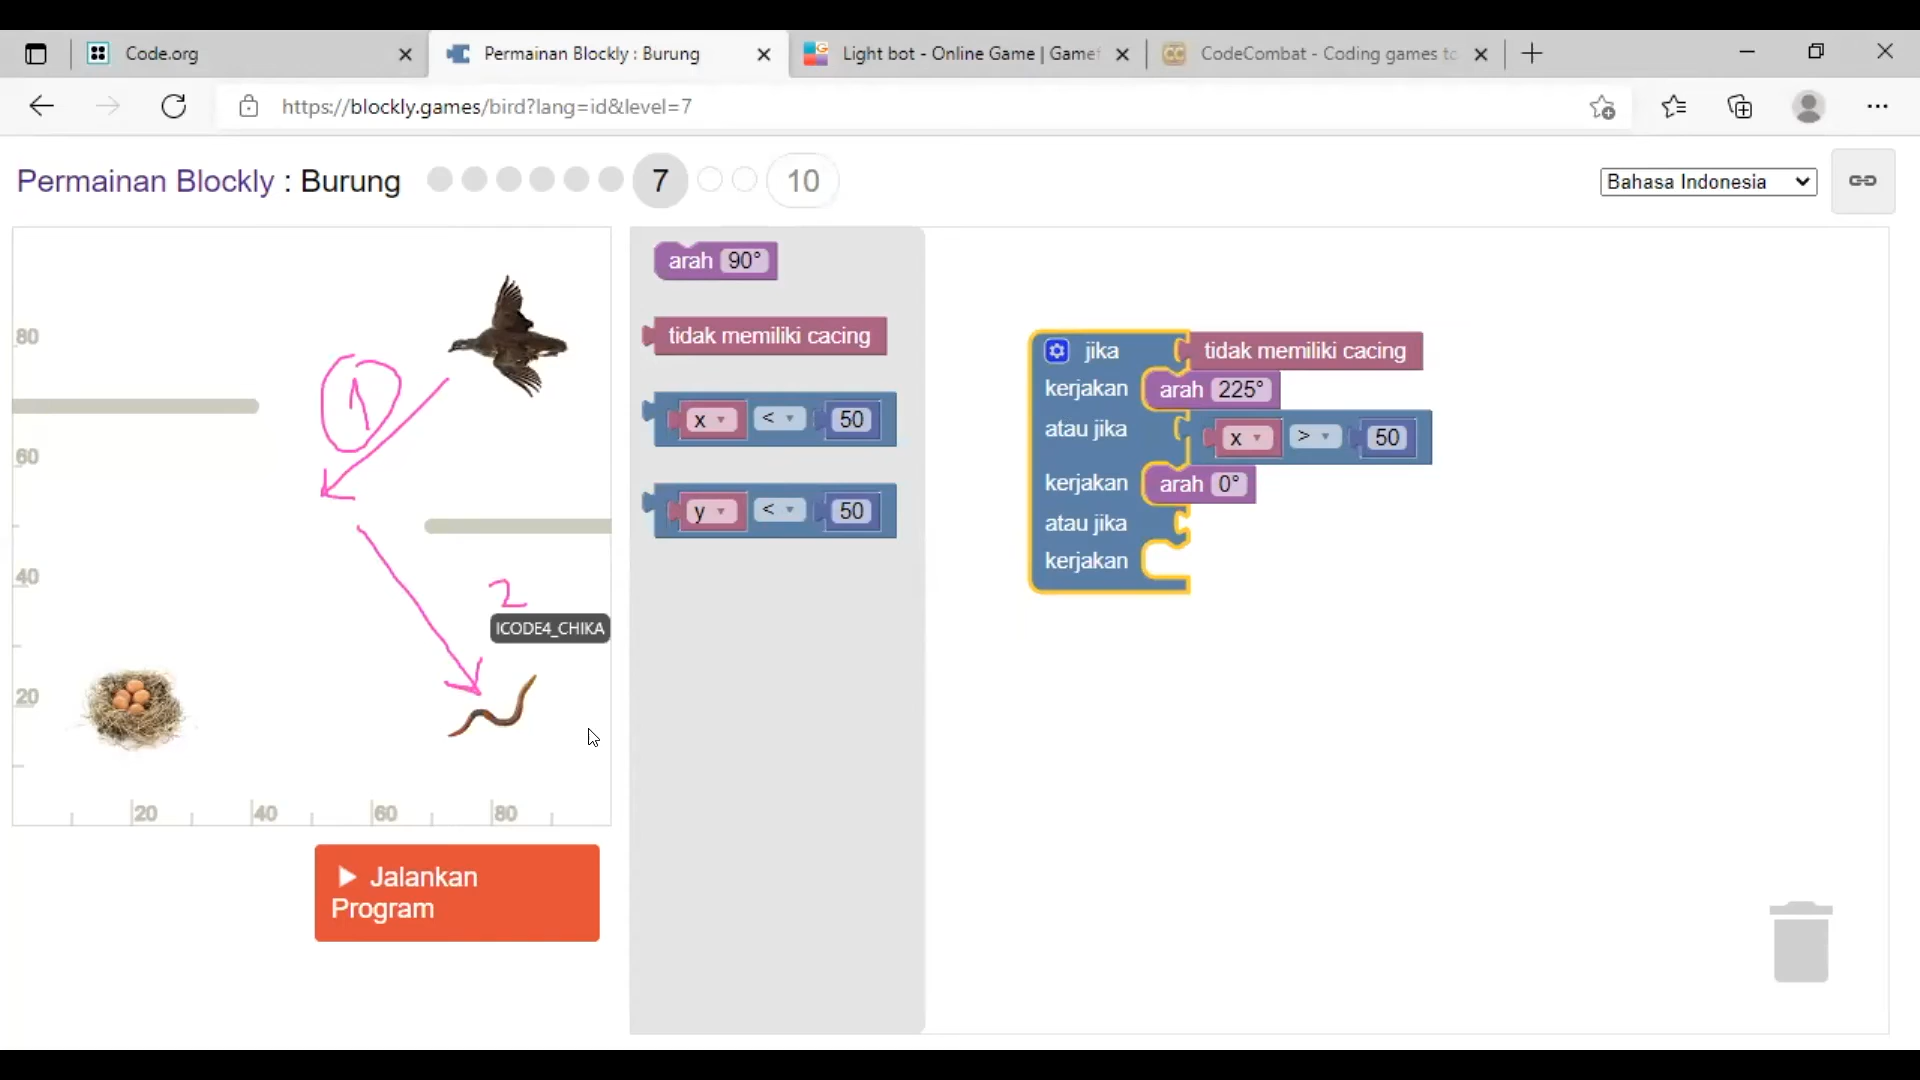 Code.org
Permainan Blockly : Burung
Light bot - Online Game | Gamef
CodeCombat - Coding games to
https://blockly.games/bird?lang=id&level=7
Permainan Blockly : Burung
7
10
Bahasa Indonesia
80
60
40
20
20
40
60
80
1
2
ICODE4_CHIKA
Jalankan
Program
arah 90°
tidak memiliki cacing
x < 50
y < 50
jika tidak memiliki cacing
kerjakan arah 225°
atau jika x > 50
kerjakan arah 0°
atau jika
kerjakan